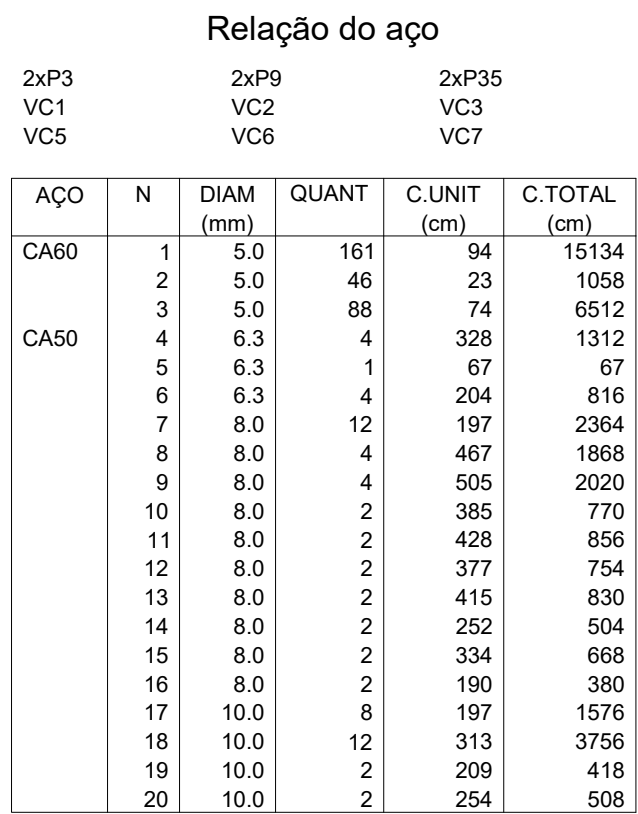 Relação do aço
2xP3 2xP9 2xP35
VC1 VC2 VC3
VC5 VC6 VC7
AÇO N DIAM QUANT C.UNIT C.TOTAL
(mm) (cm) (cm)
CA60 1 5.0 161 94 15134
2 5.0 46 23 1058
3 5.0 88 74 6512
CA50 4 6.3 4 328 1312
5 6.3 1 67 67
6 6.3 4 204 816
7 8.0 12 197 2364
8 8.0 4 467 1868
9 8.0 4 505 2020
10 8.0 2 385 770
11 8.0 2 428 856
12 8.0 2 377 754
13 8.0 2 415 830
14 8.0 2 252 504
15 8.0 2 334 668
16 8.0 2 190 380
17 10.0 8 197 1576
18 10.0 12 313 3756
19 10.0 2 209 418
20 10.0 2 254 508